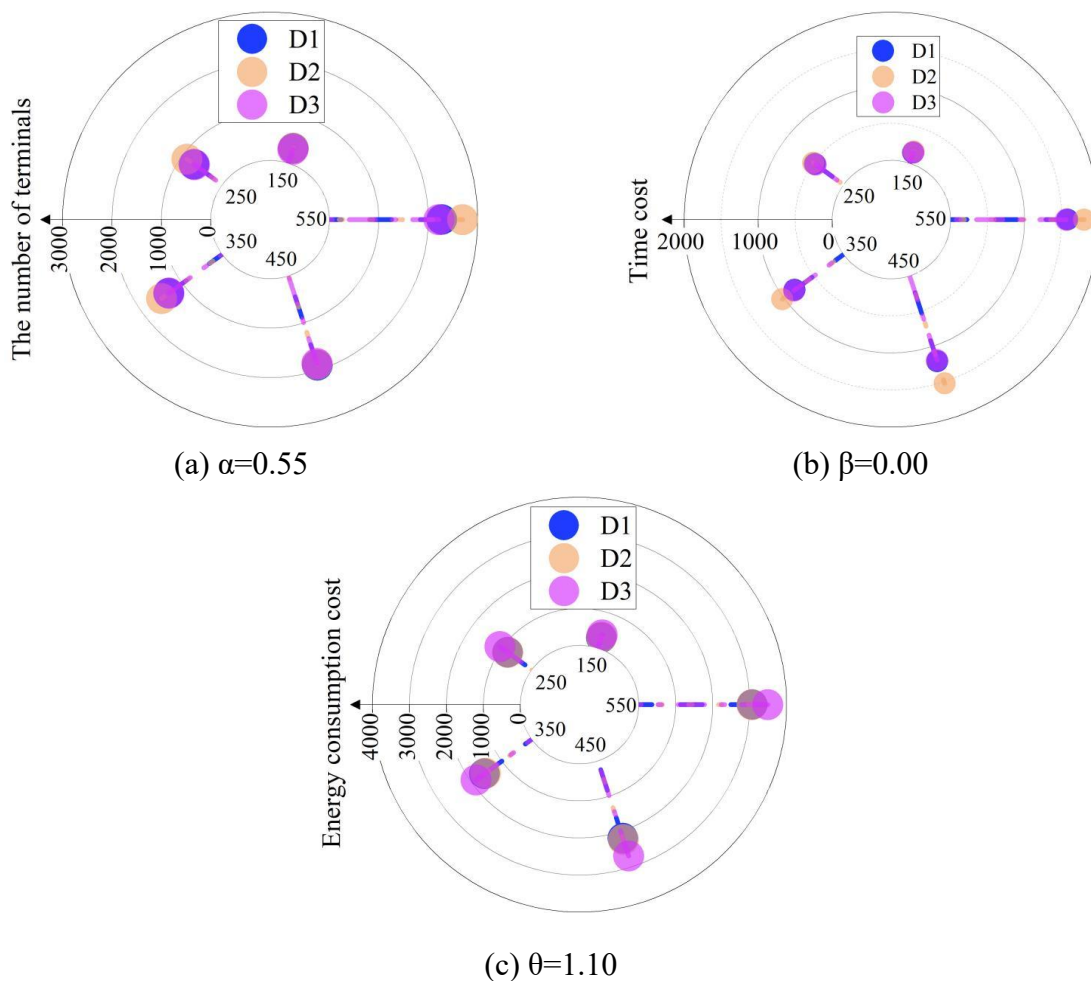 D1
D2
D3
150
250
550
350
450
3000
2000
1000
0
The number of terminals
(a) α=0.55
D1
D2
D3
150
250
550
350
450
2000
1000
0
Time cost
(b) β=0.00
D1
D2
D3
150
250
550
350
450
4000
3000
2000
1000
0
Energy consumption cost
(c) θ=1.10